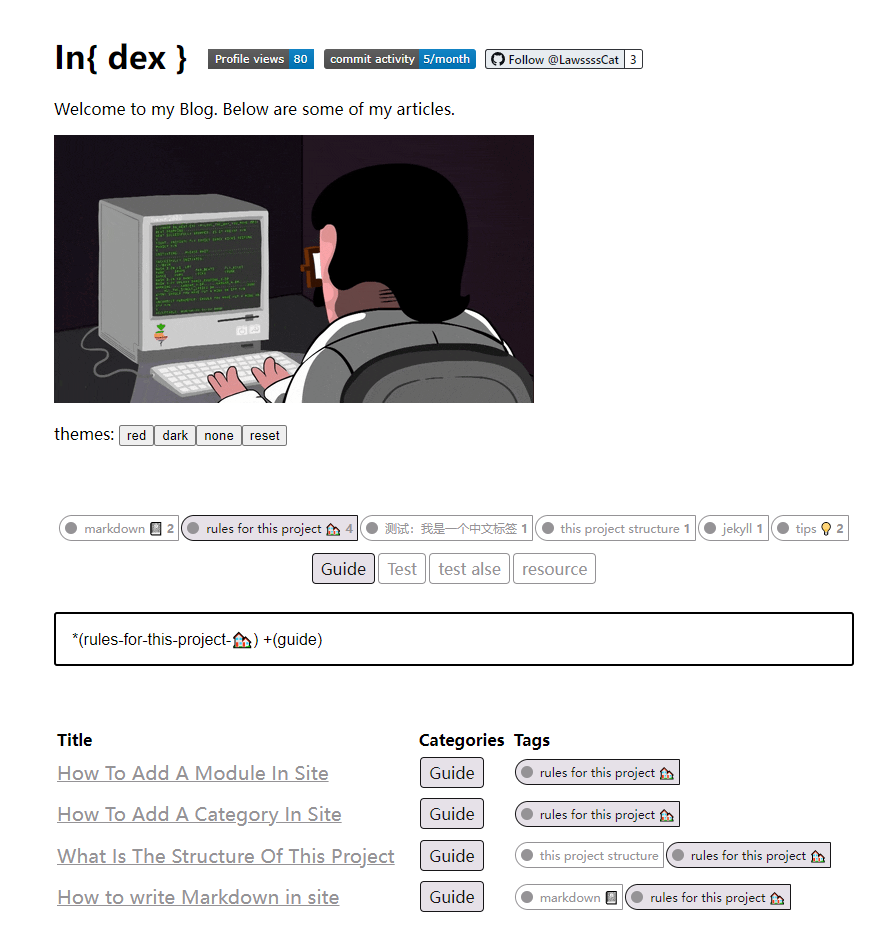 In{ dex } Profile views 80 commit activity 5/month Follow @LawssssCat 3
Welcome to my Blog. Below are some of my articles.
themes: red dark none reset
markdown 📓 2 rules for this project 🏘️ 4 测试：我是一个中文标签 1 this project structure 1 jekyll 1 tips 💡 2
Guide Test test alse resource
*(rules-for-this-project-🏘️) +(guide)
Title Categories Tags
How To Add A Module In Site Guide rules for this project 🏘️
How To Add A Category In Site Guide rules for this project 🏘️
What Is The Structure Of This Project Guide this project structure rules for this project 🏘️
How to write Markdown in site Guide markdown 📓 rules for this project 🏘️